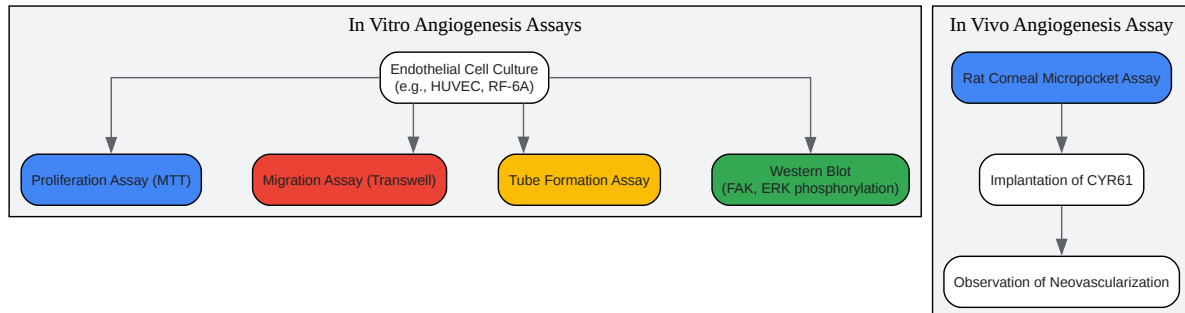 In Vitro Angiogenesis Assays
Endothelial Cell Culture
(e.g., HUVEC, RF-6A)
Proliferation Assay (MTT)
Migration Assay (Transwell)
Tube Formation Assay
Western Blot
(FAK, ERK phosphorylation)
In Vivo Angiogenesis Assay
Rat Corneal Micropocket Assay
Implantation of CYR61
Observation of Neovascularization